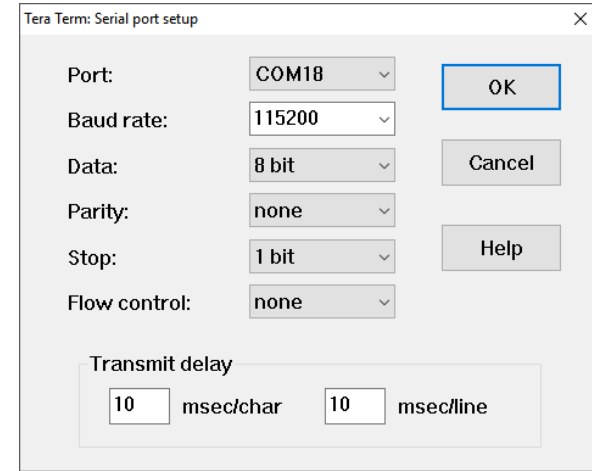 Tera Term: Serial port setup
Port: COM18
OK
Baud rate: 115200
Data: 8 bit
Cancel
Parity: none
Stop: 1 bit
Help
Flow control: none
Transmit delay
10 msec/char 10 msec/line